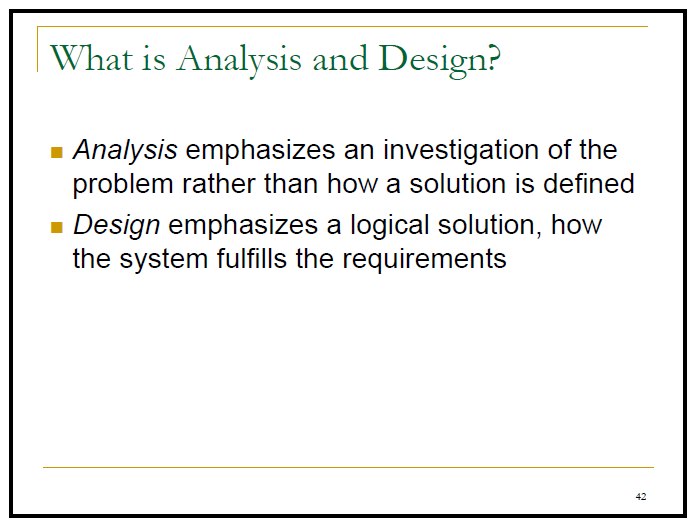 What is Analysis and Design?
Analysis emphasizes an investigation of the
problem rather than how a solution is defined
Design emphasizes a logical solution, how
the system fulfills the requirements
42